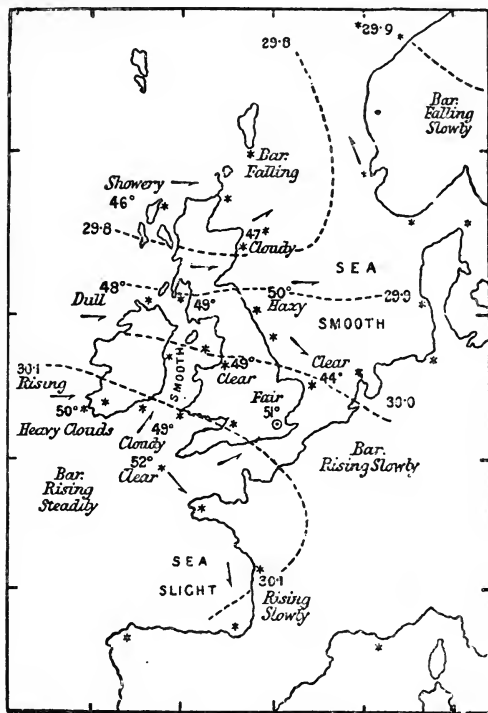 29.8
29.9
Bar.
Falling
Slowly
Bar.
Falling
Showery
46°
47°
Cloudy
29.8
SEA
48°
49°
50°
Hazy
29.9
Dull
SMOOTH
SMOOTH
30.1
Rising
49°
Clear
Clear
44°
30.0
50°
Heavy Clouds
Fair
51°
Cloudy
49°
52°
Clear
Bar.
Rising Slowly
Bar.
Rising
Steadily
SEA
SLIGHT
30.1
Rising
Slowly